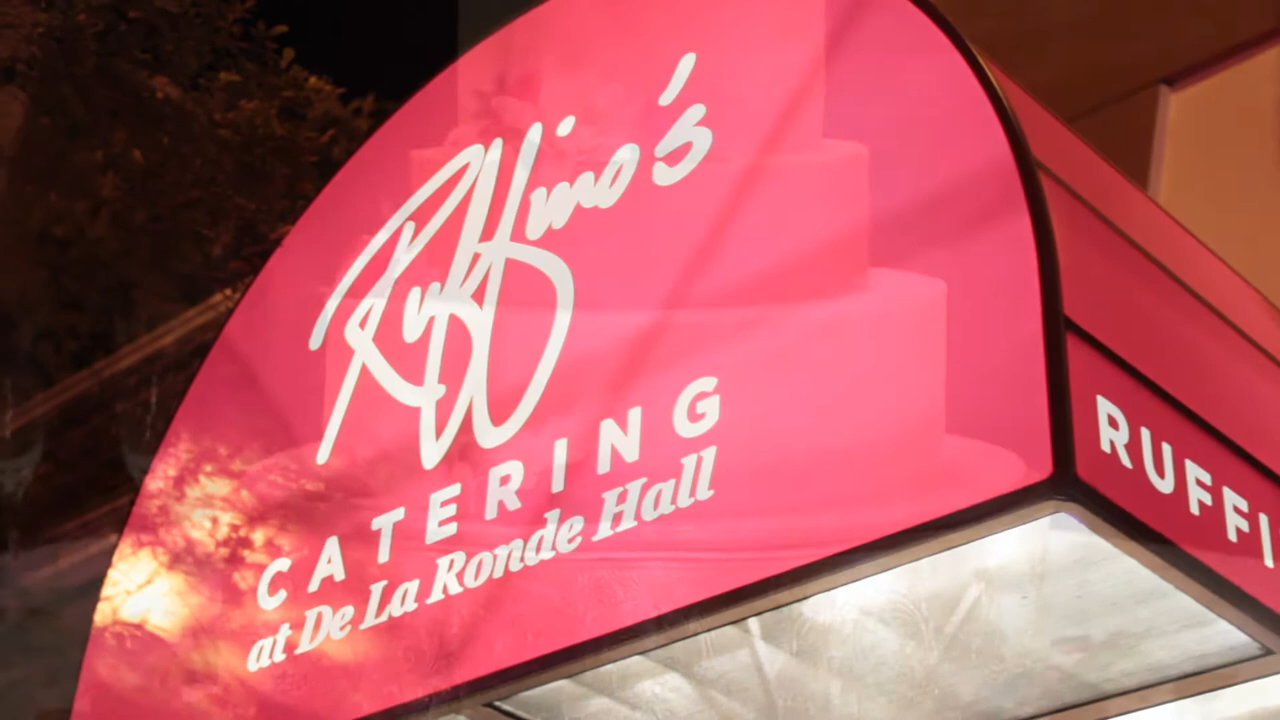 Ruffino's
CATERING
at De La Ronde Hall
RUFFI